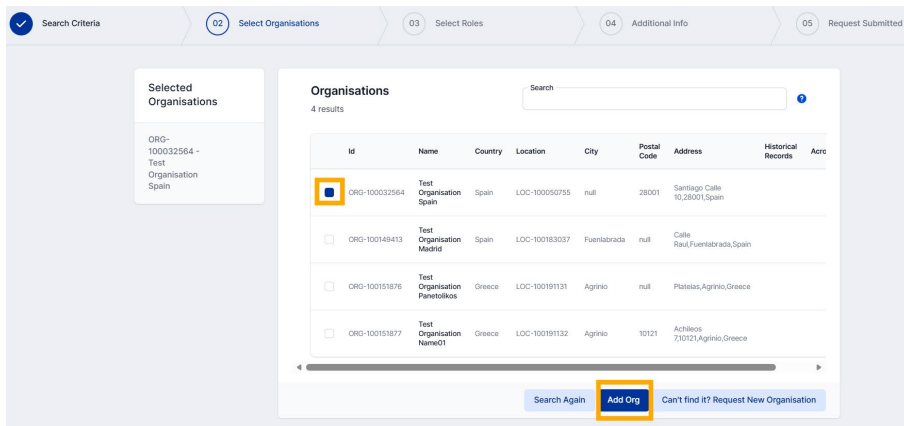 Search Criteria
02 Select Organisations
03 Select Roles
04 Additional Info
05 Request Submitted
Selected
Organisations
ORG-
100032564 -
Test
Organisation
Spain
Organisations
4 results
Search
?
Id Name Country Location City Postal Code Address Historical Records Acro
ORG-100032564 Test Organisation Spain Spain LOC-100050755 null 28001 Santiago Calle 10,28001,Spain
ORG-100149413 Test Organisation Madrid Spain LOC-100183037 Fuenlabrada null Calle Raul,Fuenlabrada,Spain
ORG-100151876 Test Organisation Panetolikos Greece LOC-100191131 Agrinio null Plateias,Agrinio,Greece
ORG-100151877 Test Organisation Name01 Greece LOC-100191132 Agrinio 10121 Achileos 7,10121,Agrinio,Greece
Search Again
Add Org
Can't find it? Request New Organisation